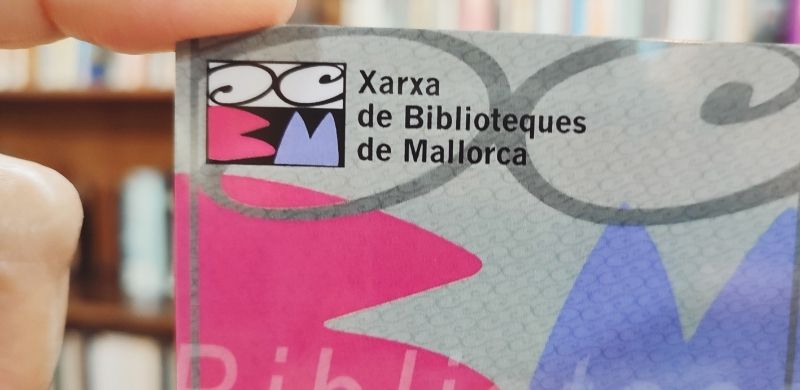 Xarxa
de Biblioteques
de Mallorca